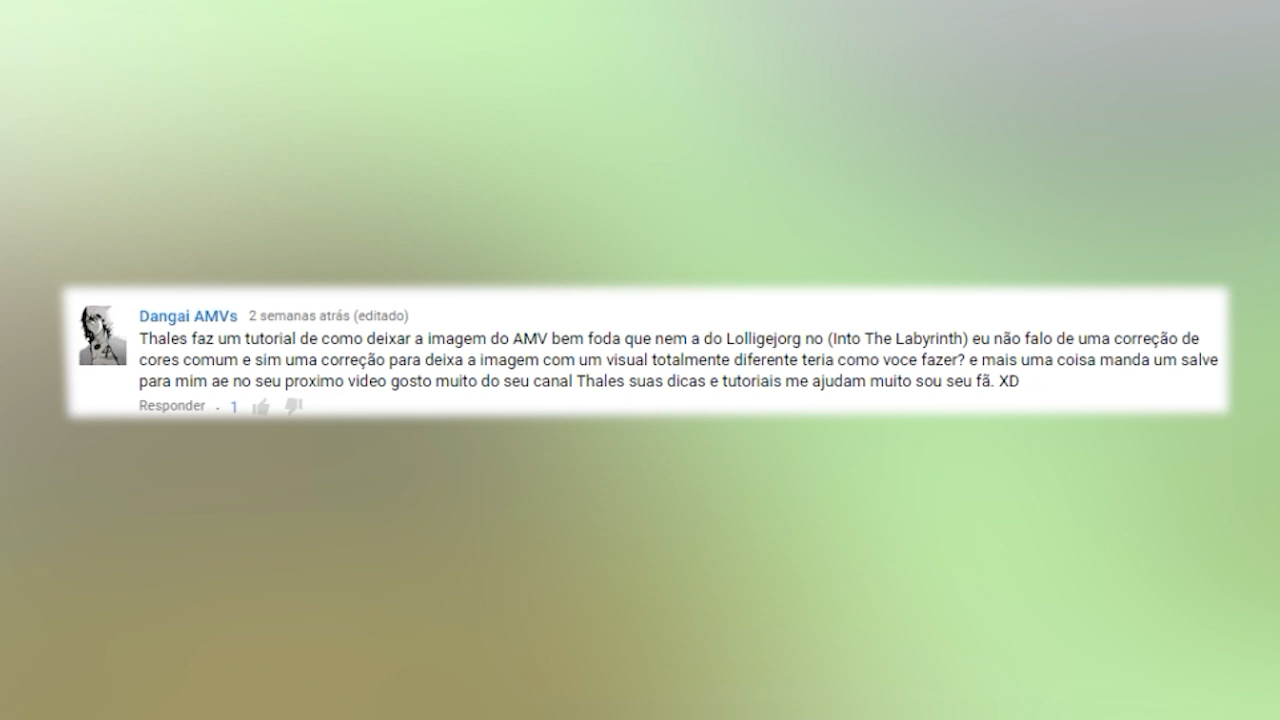 Dangai AMVs 2 semanas atrás (editado)
Thales faz um tutorial de como deixar a imagem do AMV bem foda que nem a do Lolligejorg no (Into The Labyrinth) eu não falo de uma correção de
cores comum e sim uma correção para deixa a imagem com um visual totalmente diferente teria como voce fazer? e mais uma coisa manda um salve
para mim ae no seu proximo video gosto muito do seu canal Thales suas dicas e tutoriais me ajudam muito sou seu fã. XD
Responder . 1